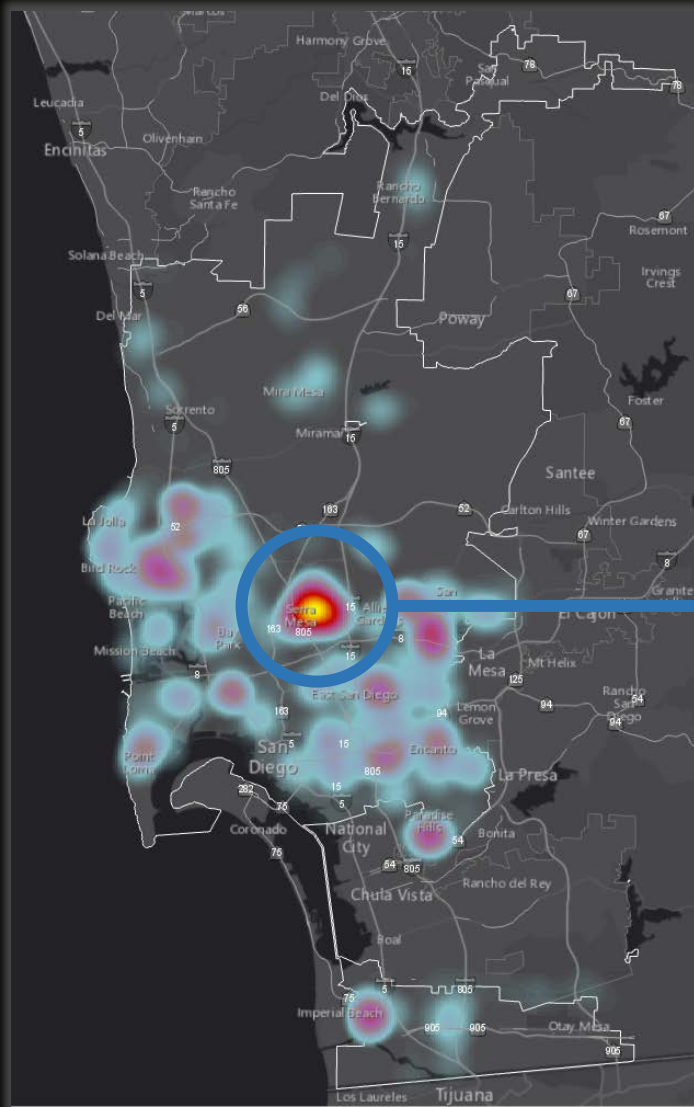 Marcos
Harmony Grove
15
San
Pasqual
78
78
Del Dios
Leucadia
5
Olivenhain
Encinitas
Rancho
Santa Fe
Rancho
Bernardo
67
Rosemont
15
Solana Beach
Irvings
Crest
5
67
56
Del Mar
Poway
Mira Mesa
Foster
Sorrento
5
67
Miramar
15
805
Santee
163
52
Carlton Hills
La Jolla
52
Winter Gardens
67
8
Bird Rock
Granite
San
Pacific
Beach
Serra
Mesa
15
Allied
Gardens
El Cajon
163
805
Bay
Park
8
Mission Beach
15
La
Mesa
Mt Helix
8
125
East San Diego
Rancho
San
Diego
54
94
94
Lemon
Grove
94
163
San
Diego
5
15
Encanto
Point
Loma
805
La Presa
15
282
75
5
Coronado
National
City
Paradise
Hills
54
Bonita
75
54
805
Rancho del Rey
Chula Vista
Boal
5
805
75
Imperial Beach
905
905
Otay Mesa
905
Los Laureles
Tijuana